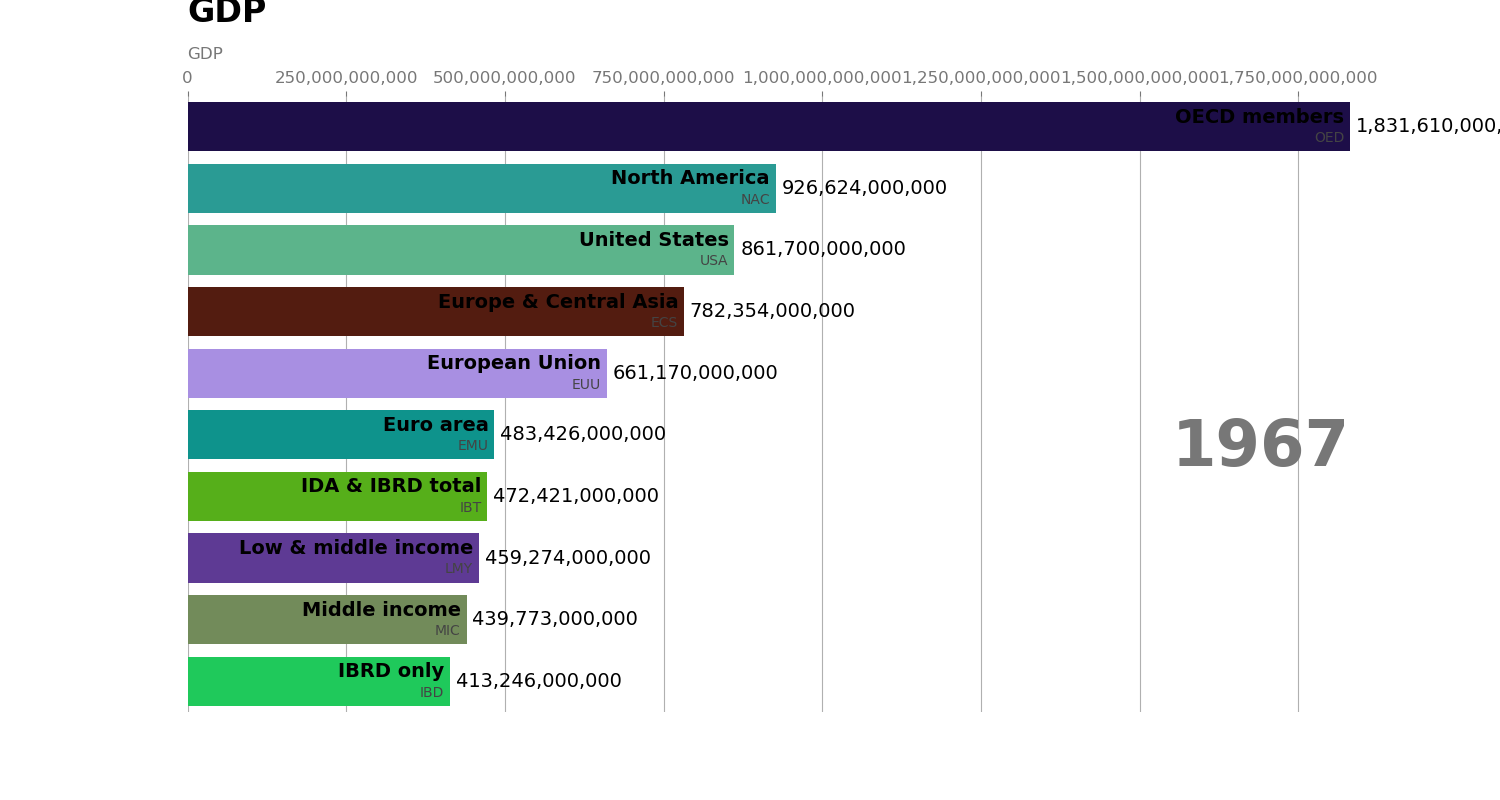 GDP
GDP
0 250,000,000,000 500,000,000,000 750,000,000,000 1,000,000,000,000 1,250,000,000,000 1,500,000,000,000 1,750,000,000,000
OECD members
OED 1,831,610,000,
North America
NAC 926,624,000,000
United States
USA 861,700,000,000
Europe & Central Asia
ECS 782,354,000,000
European Union
EUU 661,170,000,000
Euro area
EMU 483,426,000,000
1967
IDA & IBRD total
IBT 472,421,000,000
Low & middle income
LMY 459,274,000,000
Middle income
MIC 439,773,000,000
IBRD only
IBD 413,246,000,000